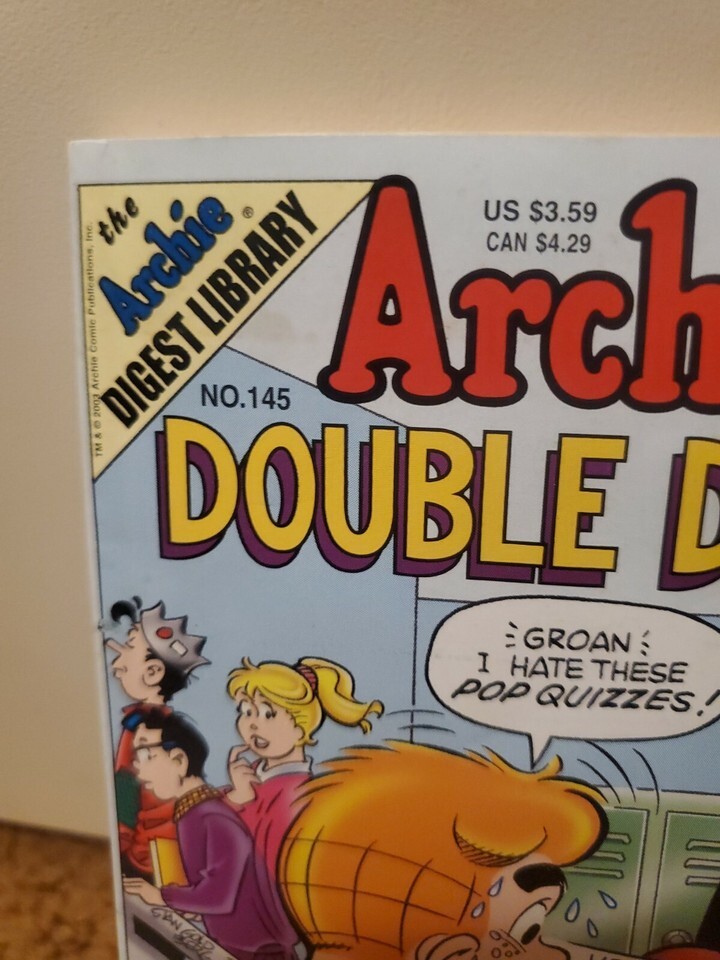 the
Archie®
DIGEST LIBRARY
TM & © 2003 Archie Comic Publications, Inc.
US $3.59
CAN $4.29
Arch
NO.145
DOUBLE D
GROAN
I HATE THESE
POP QUIZZES!
DAN